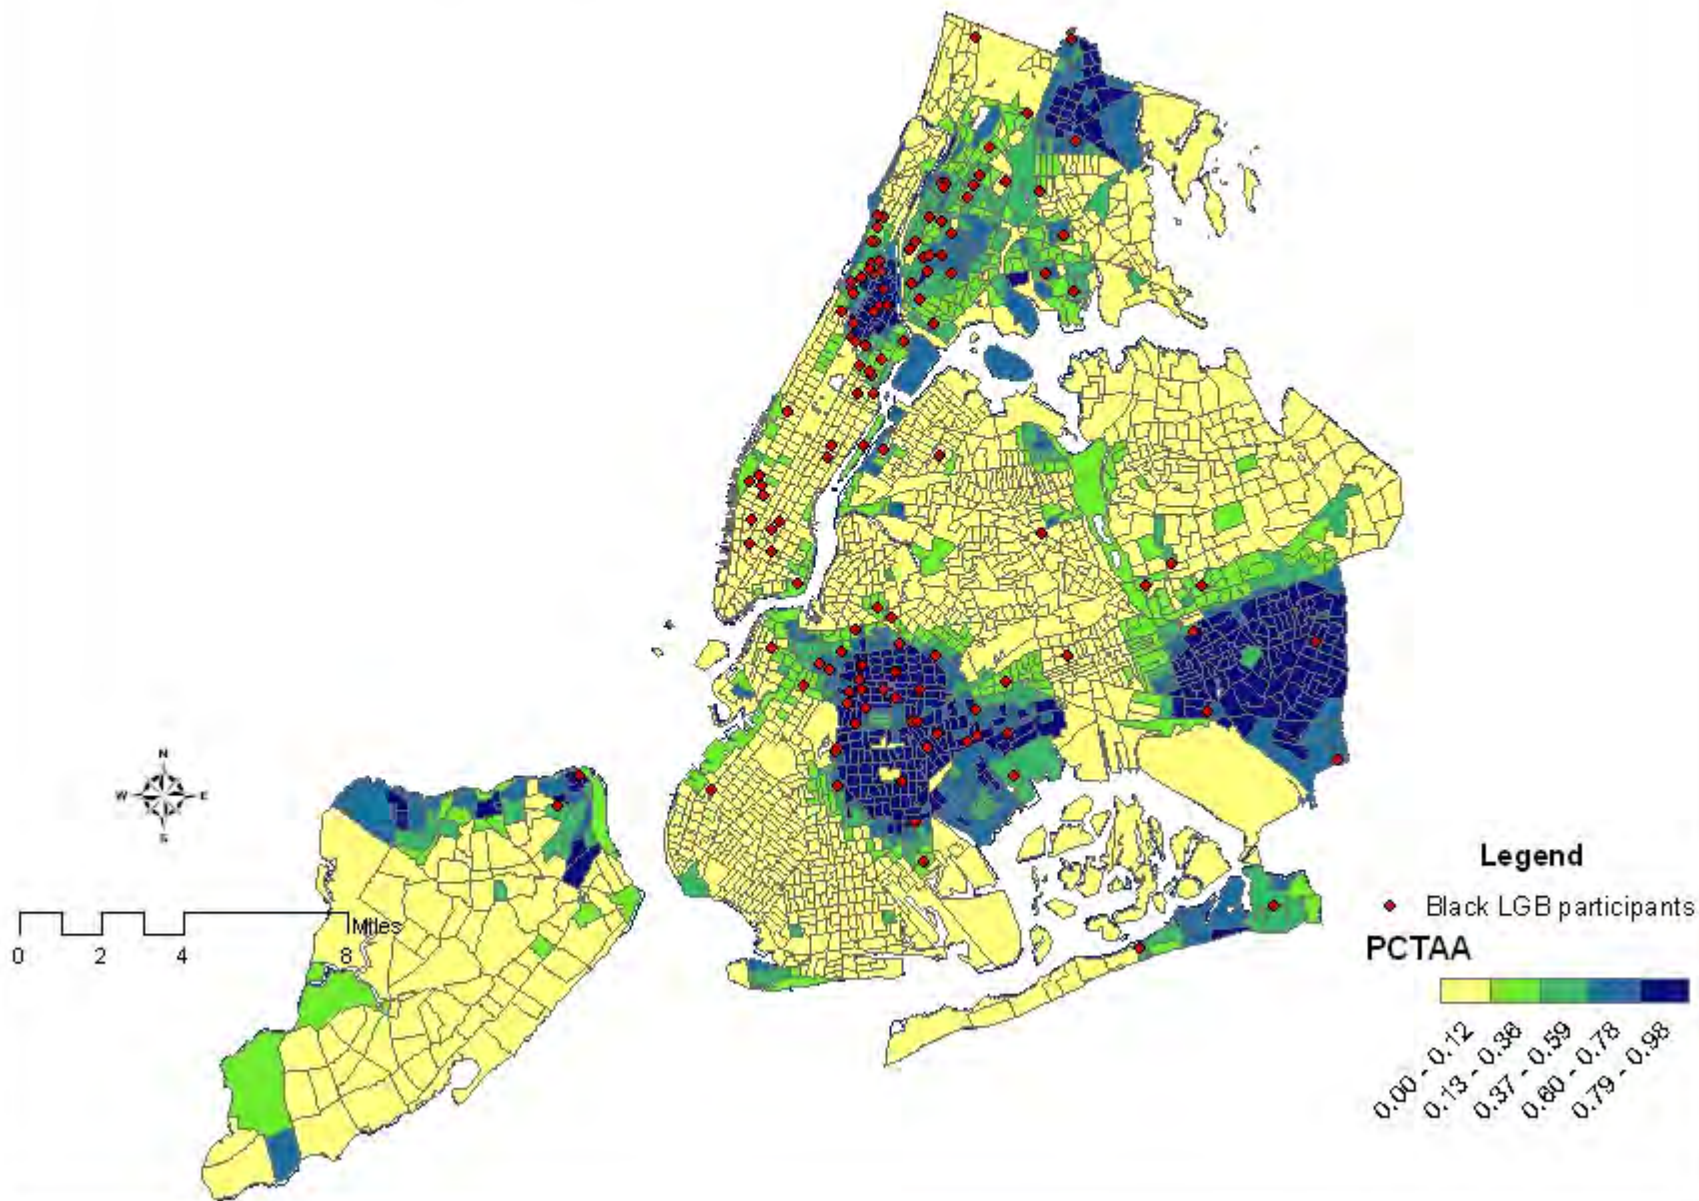 N
W E
S
Miles
0 2 4 8
Legend
Black LGB participants
PCTAA
0.00 - 0.12
0.13 - 0.36
0.37 - 0.59
0.60 - 0.78
0.79 - 0.98